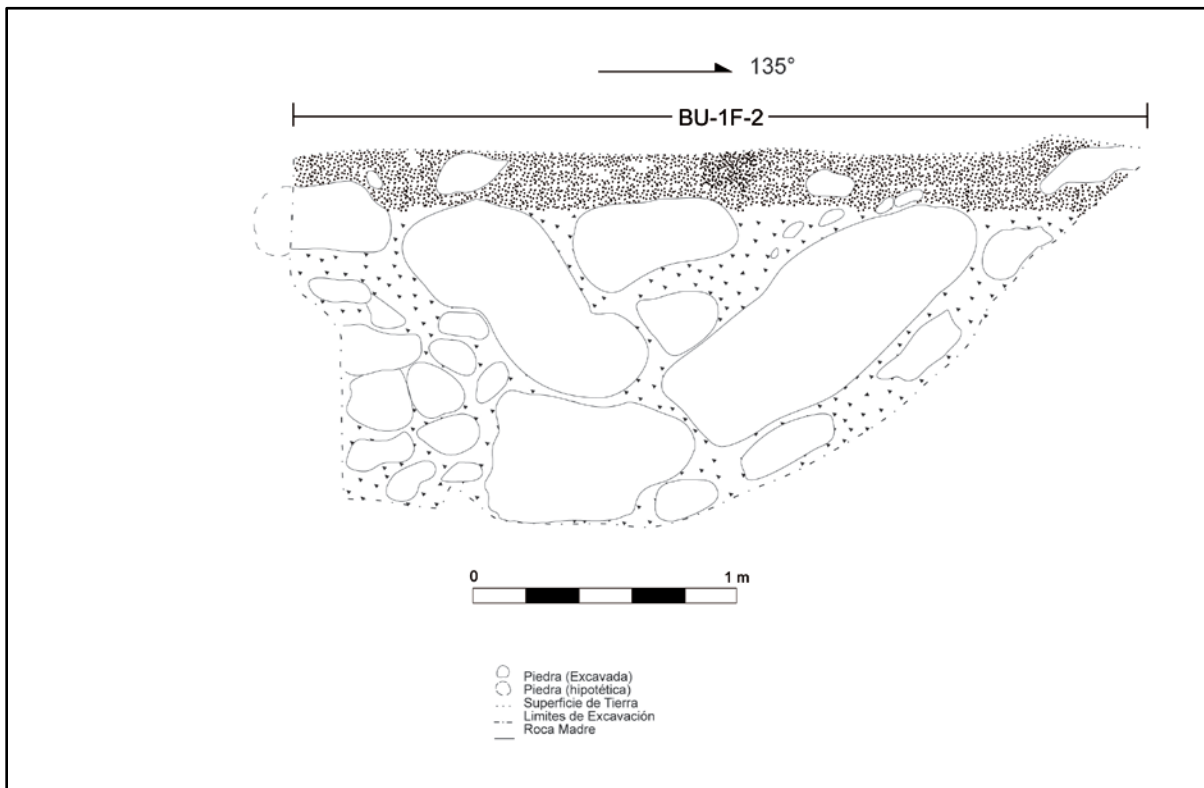 135°
BU-1F-2
0 1 m
Piedra (Excavada)
Piedra (hipotética)
Superficie de Tierra
Limites de Excavación
Roca Madre